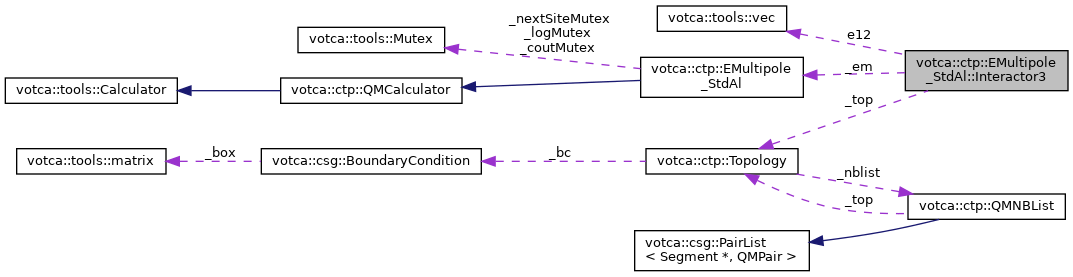 votca::tools::vec
_nextSiteMutex
_logMutex
_coutMutex
votca::tools::Mutex
e12
votca::ctp::EMultipole
_StdAl::Interactor3
_em
votca::ctp::EMultipole
_StdAl
votca::ctp::QMCalculator
votca::tools::Calculator
_top
votca::tools::matrix
_box
votca::csg::BoundaryCondition
_bc
votca::ctp::Topology
_nblist
_top
votca::ctp::QMNBList
votca::csg::PairList
< Segment *, QMPair >